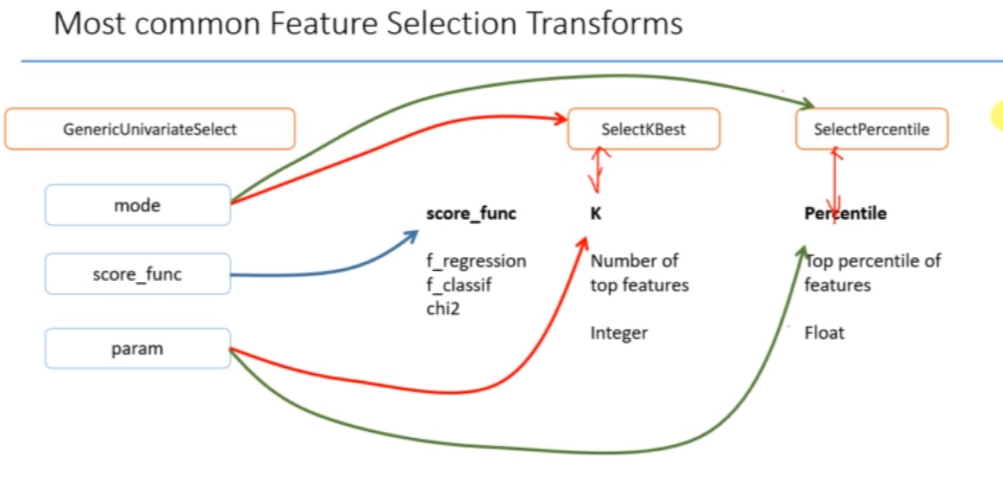 Most common Feature Selection Transforms
GenericUnivariateSelect
SelectKBest
SelectPercentile
mode
score_func
param
score_func
f_regression
f_classif
chi2
K
Number of
top features
Integer
Percentile
Top percentile of
features
Float